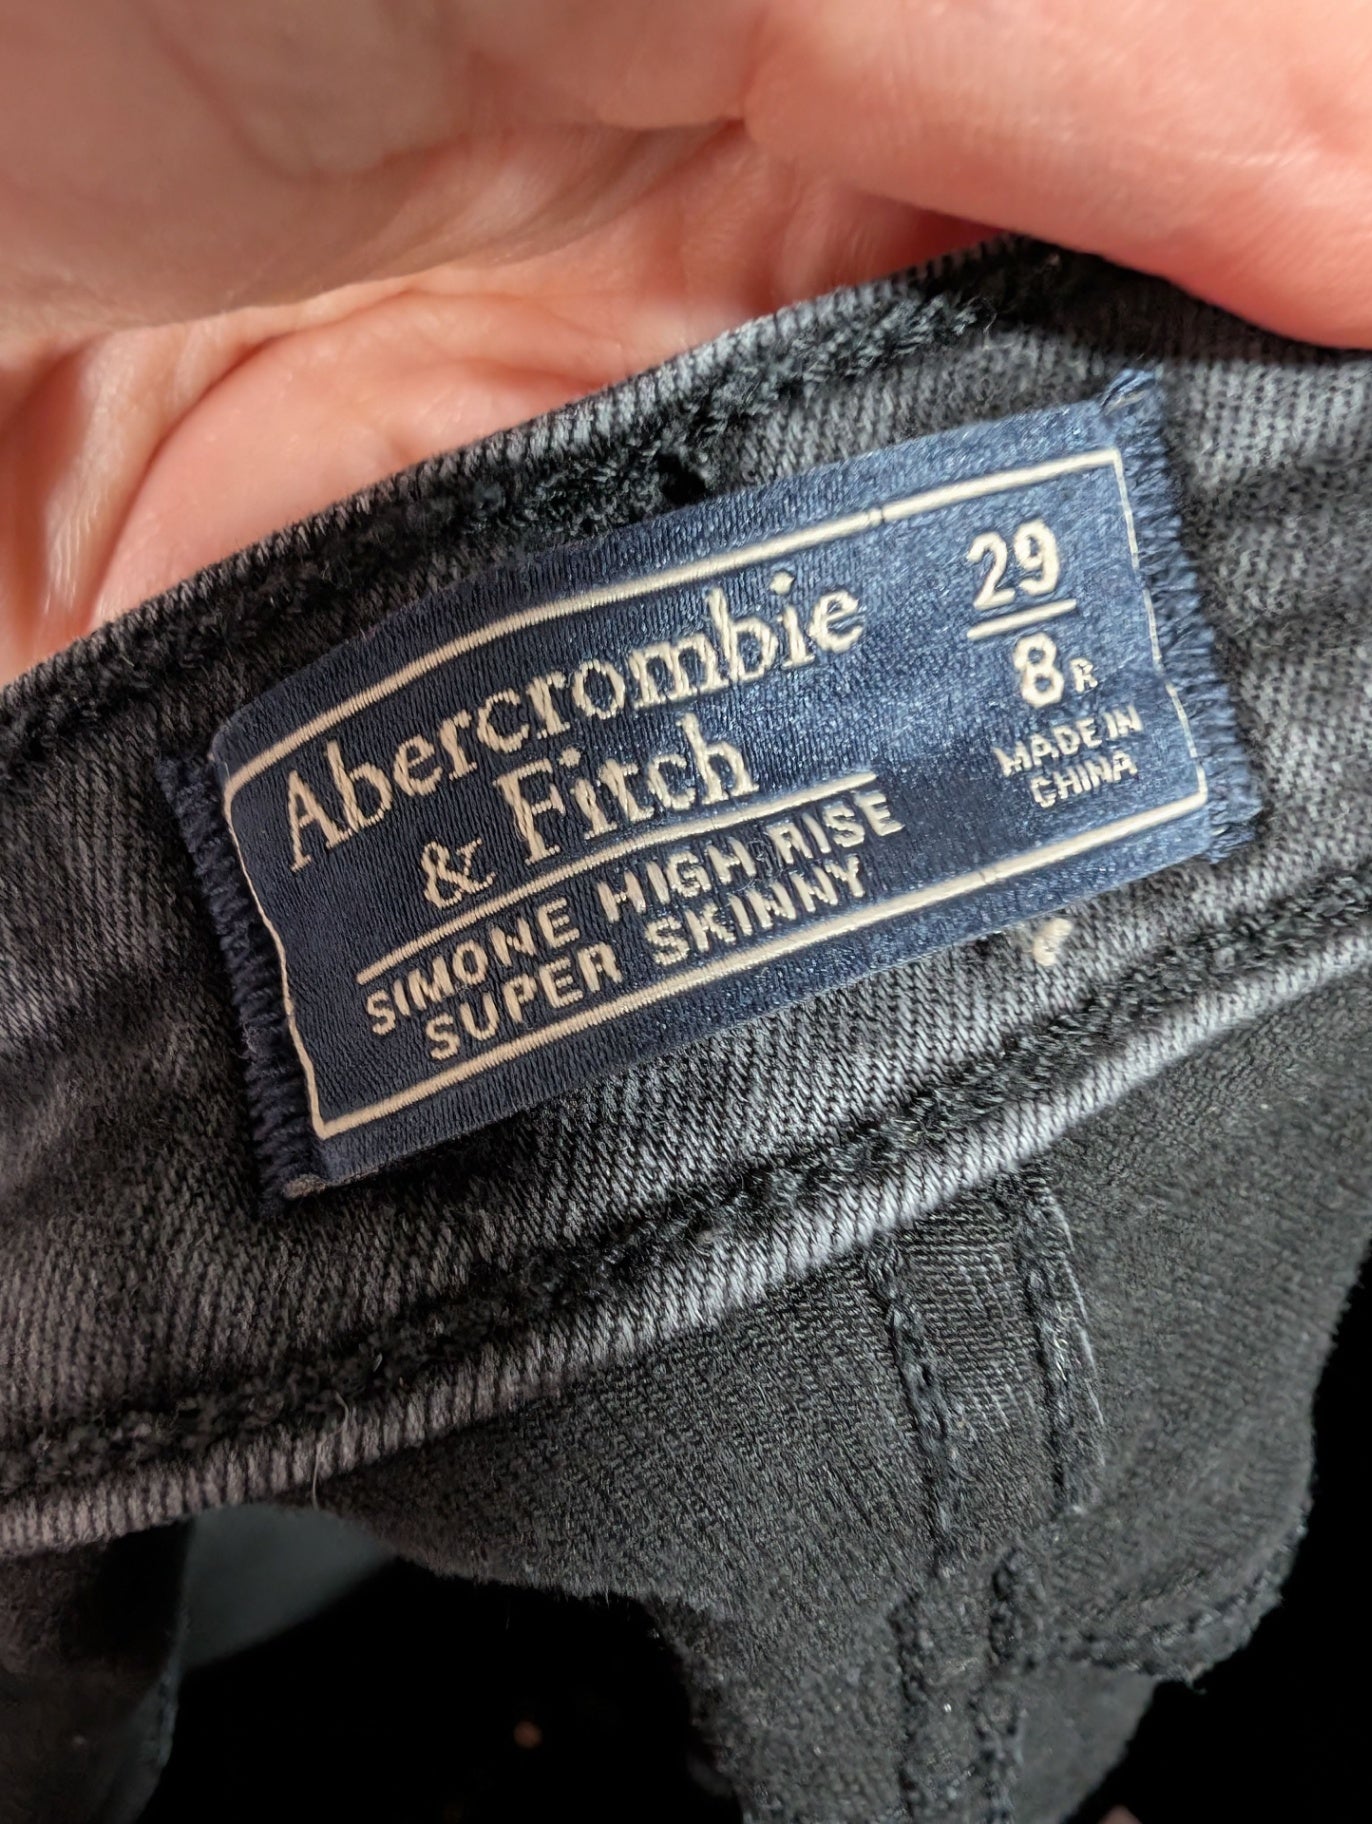 Abercrombie
& Fitch
SIMONE HIGH RISE
SUPER SKINNY
29
8R
MADE IN
CHINA